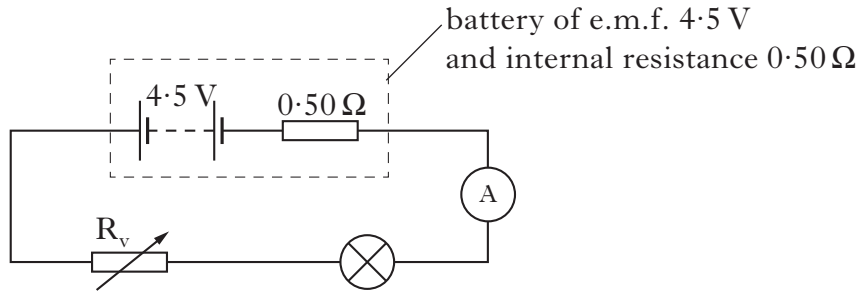 battery of e.m.f. 4·5 V
and internal resistance 0·50 Ω
4·5 V
0·50 Ω
A
Rv